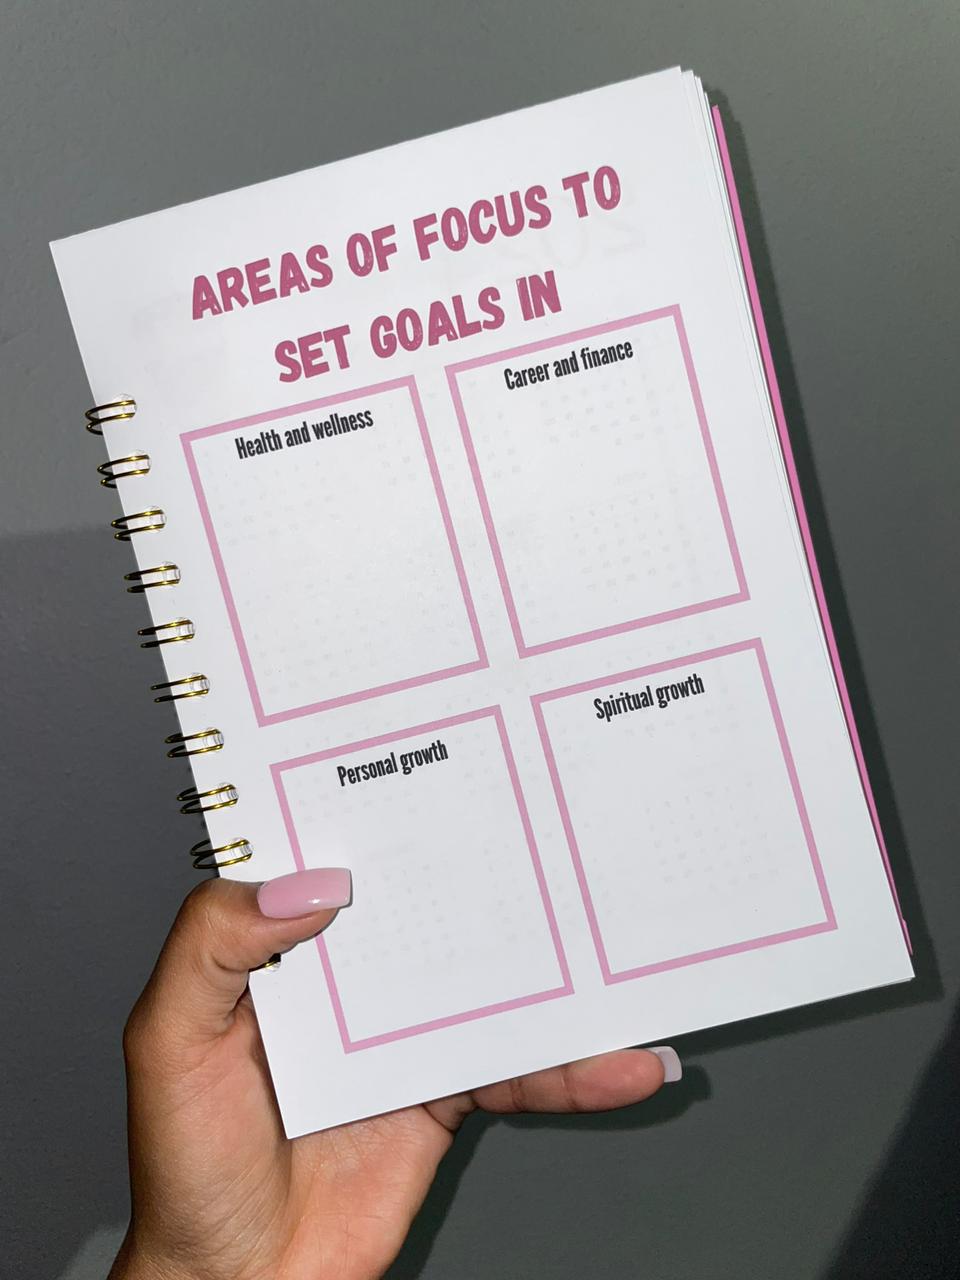 AREAS OF FOCUS TO
SET GOALS IN
Health and wellness
Career and finance
Personal growth
Spiritual growth